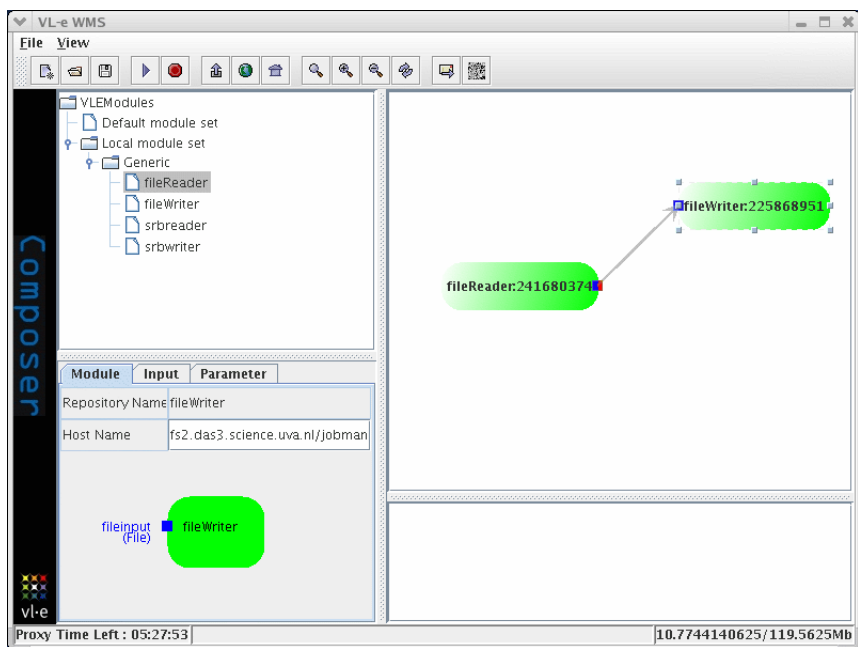 VL-e WMS
File View
VLEModules
Default module set
Local module set
Generic
fileReader
fileWriter
srbreader
srbwriter
fileWriter:225868951
fileReader:241680374
Composer
Module Input Parameter
Repository Name fileWriter
Host Name fs2.das3.science.uva.nl/jobman
fileinput
(File)
fileWriter
vl·e
Proxy Time Left : 05:27:53
10.7744140625/119.5625Mb